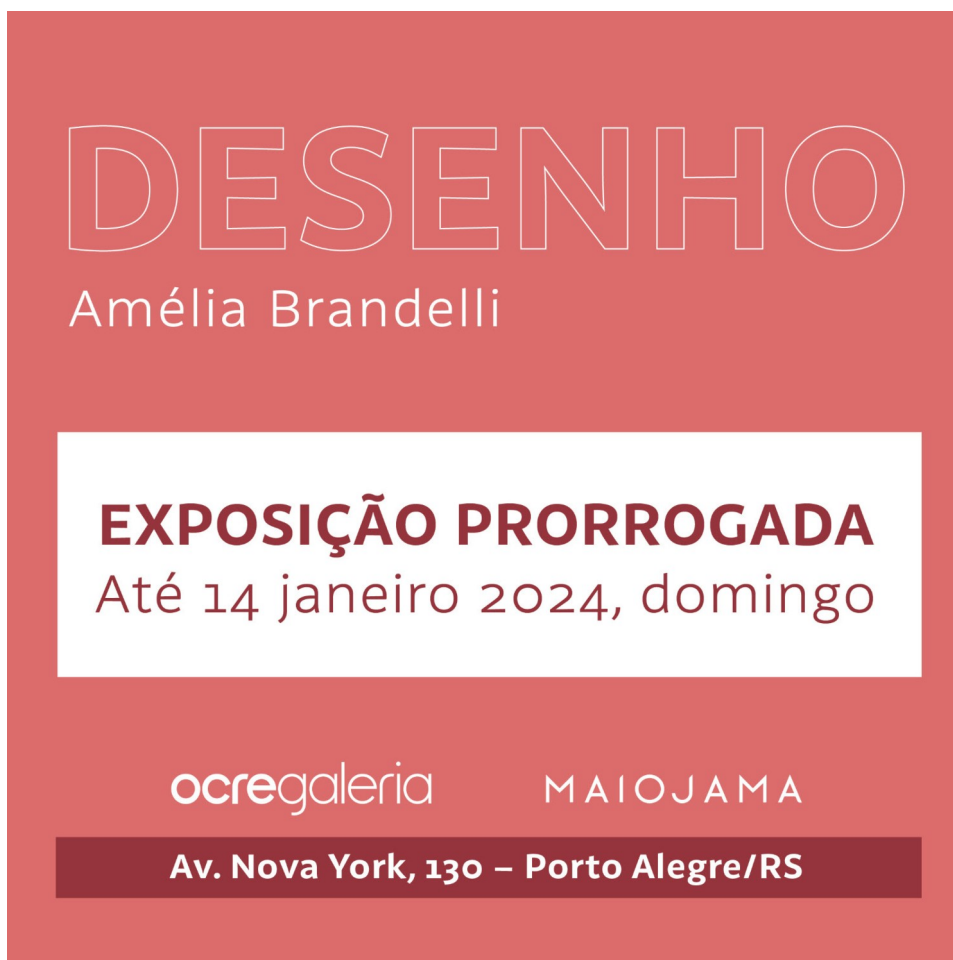 DESENHO
Amélia Brandelli
EXPOSIÇÃO PRORROGADA
Até 14 janeiro 2024, domingo
ocregaleria MAIOJAMA
Av. Nova York, 130 – Porto Alegre/RS